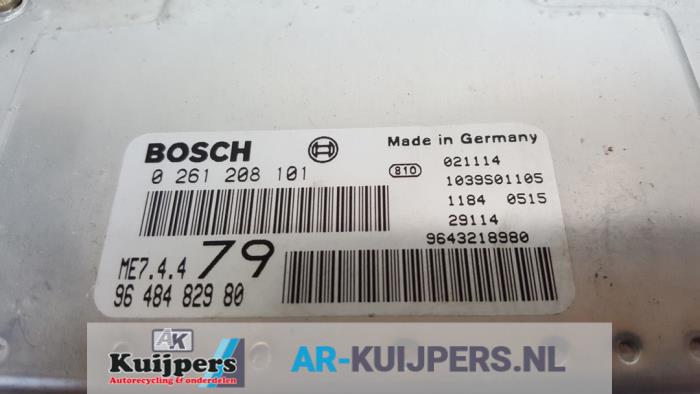 BOSCH
0 261 208 101
ME7.4.4 79
96 484 829 80
Made in Germany
810
021114
1039S01105
1184 0515
29114
9643218980
AK
Kuijpers
Autorecycling & onderdelen
AR-KUIJPERS.NL